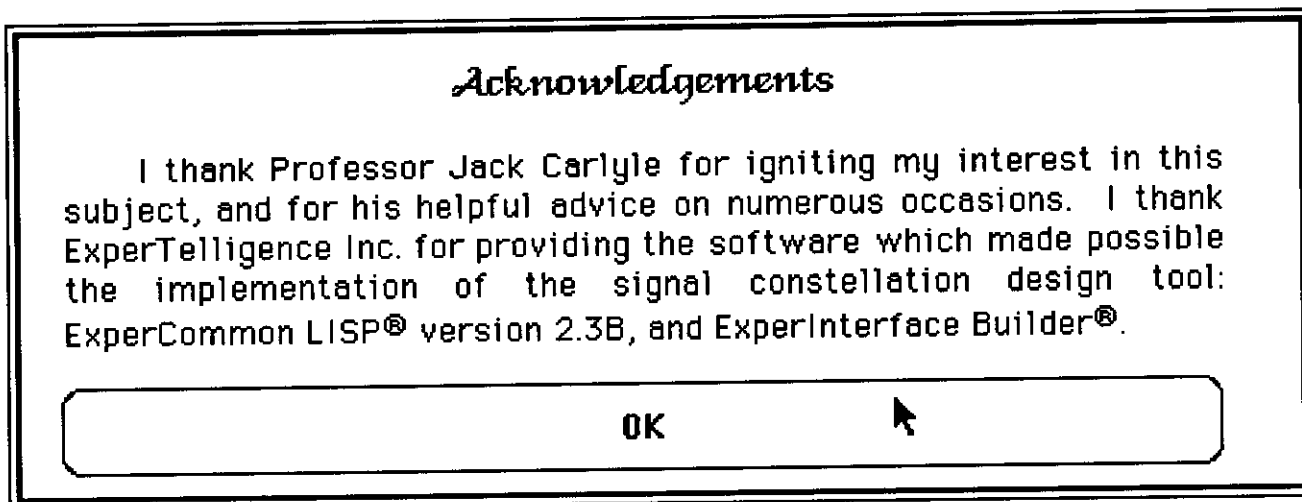 Acknowledgements
I thank Professor Jack Carlyle for igniting my interest in this
subject, and for his helpful advice on numerous occasions. I thank
ExperTelligence Inc. for providing the software which made possible
the implementation of the signal constellation design tool:
ExperCommon LISP® version 2.3B, and ExperInterface Builder®.
OK